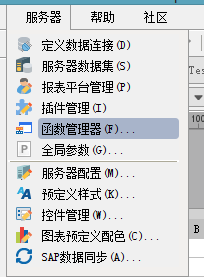 服务器 帮助 社区
定义数据连接(D)
服务器数据集(S)
报表平台管理(P)
插件管理(I)
函数管理器(F)...
全局参数(G)...
服务器配置(M)...
预定义样式(K)...
控件管理(W)...
图表预定义配色(C)...
SAP数据同步(A)...
Tes
B